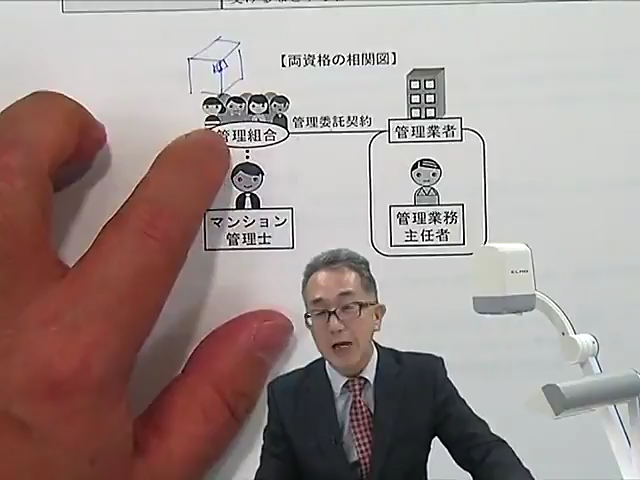 【両資格の相関図】
管理組合
管理委託契約
管理業者
マンション
管理士
管理業務
主任者
ELMO